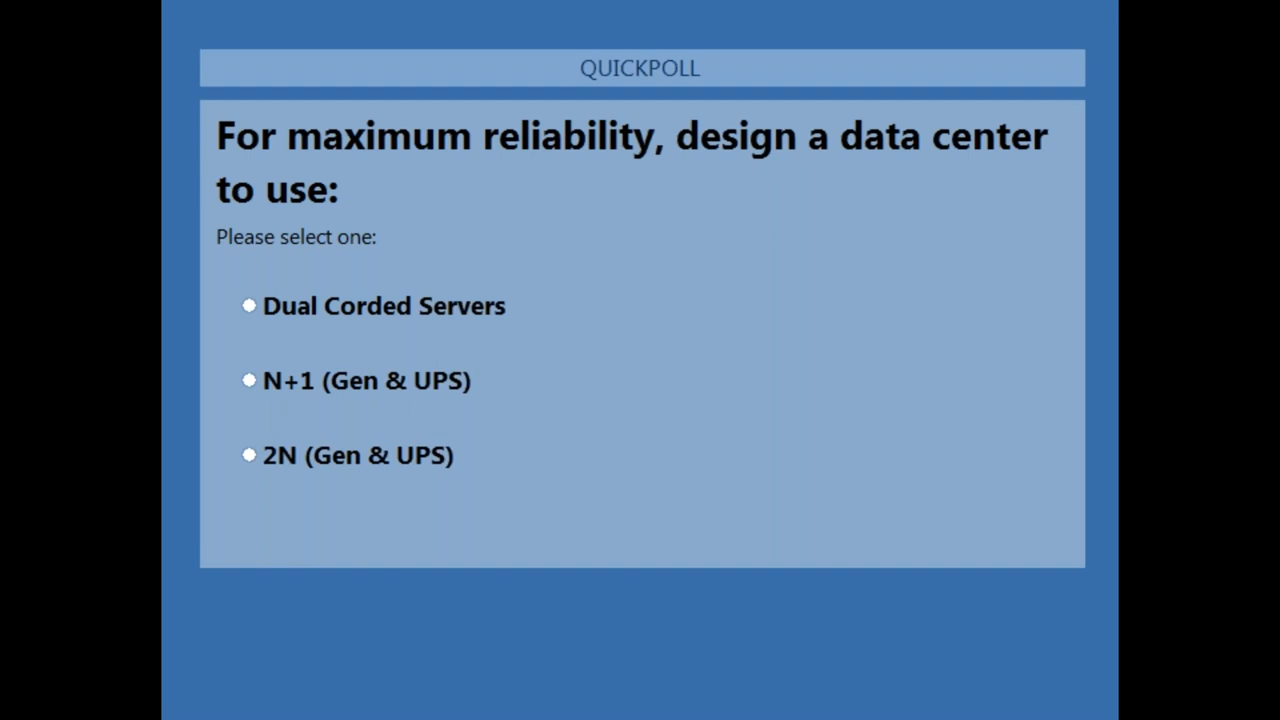 QUICKPOLL
For maximum reliability, design a data center
to use:
Please select one:
Dual Corded Servers
N+1 (Gen & UPS)
2N (Gen & UPS)